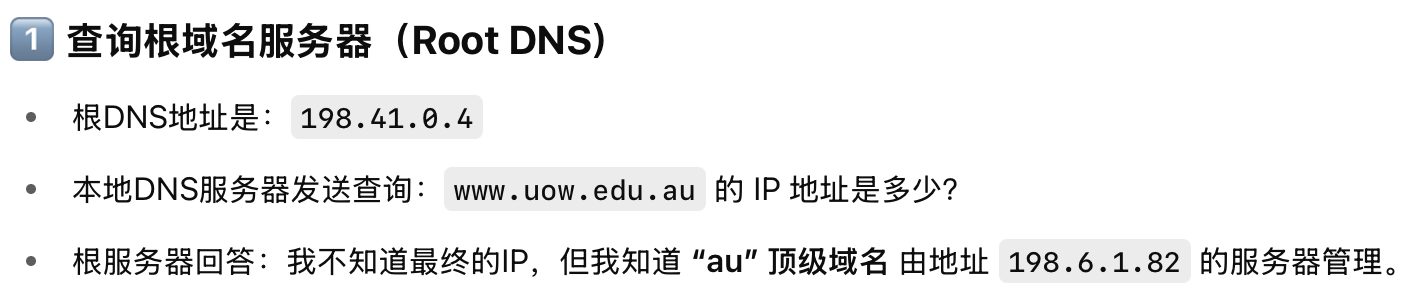 1️⃣ 查询根域名服务器（Root DNS）
• 根DNS地址是： 198.41.0.4
• 本地DNS服务器发送查询： www.uow.edu.au 的 IP 地址是多少?
• 根服务器回答：我不知道最终的IP，但我知道 “au” 顶级域名 由地址 198.6.1.82 的服务器管理。